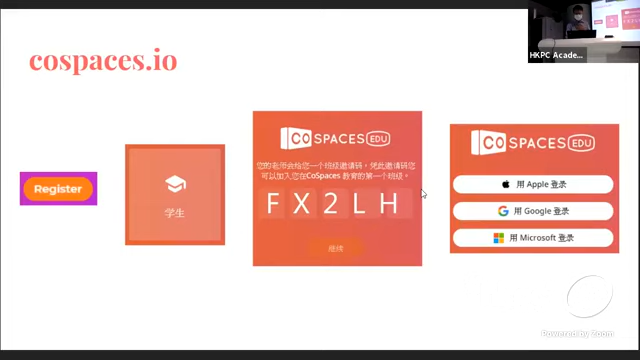 cospaces.io
HKPC Acade...
Register
学生
COSPACES EDU
您的老师会给您一个班级邀请码，凭此邀请码您
可以加入您在CoSpaces 教育的第一个班级。
F X 2 L H
继续
COSPACES EDU
用 Apple 登录
用 Google 登录
用 Microsoft 登录
Powered by Zoom